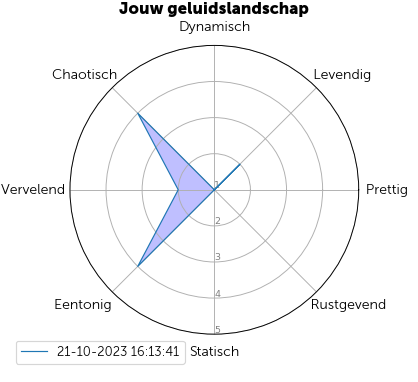 Jouw geluidslandschap
Dynamisch
Chaotisch
Levendig
Vervelend
1
Prettig
2
3
4
5
Eentonig
Rustgevend
21-10-2023 16:13:41
Statisch